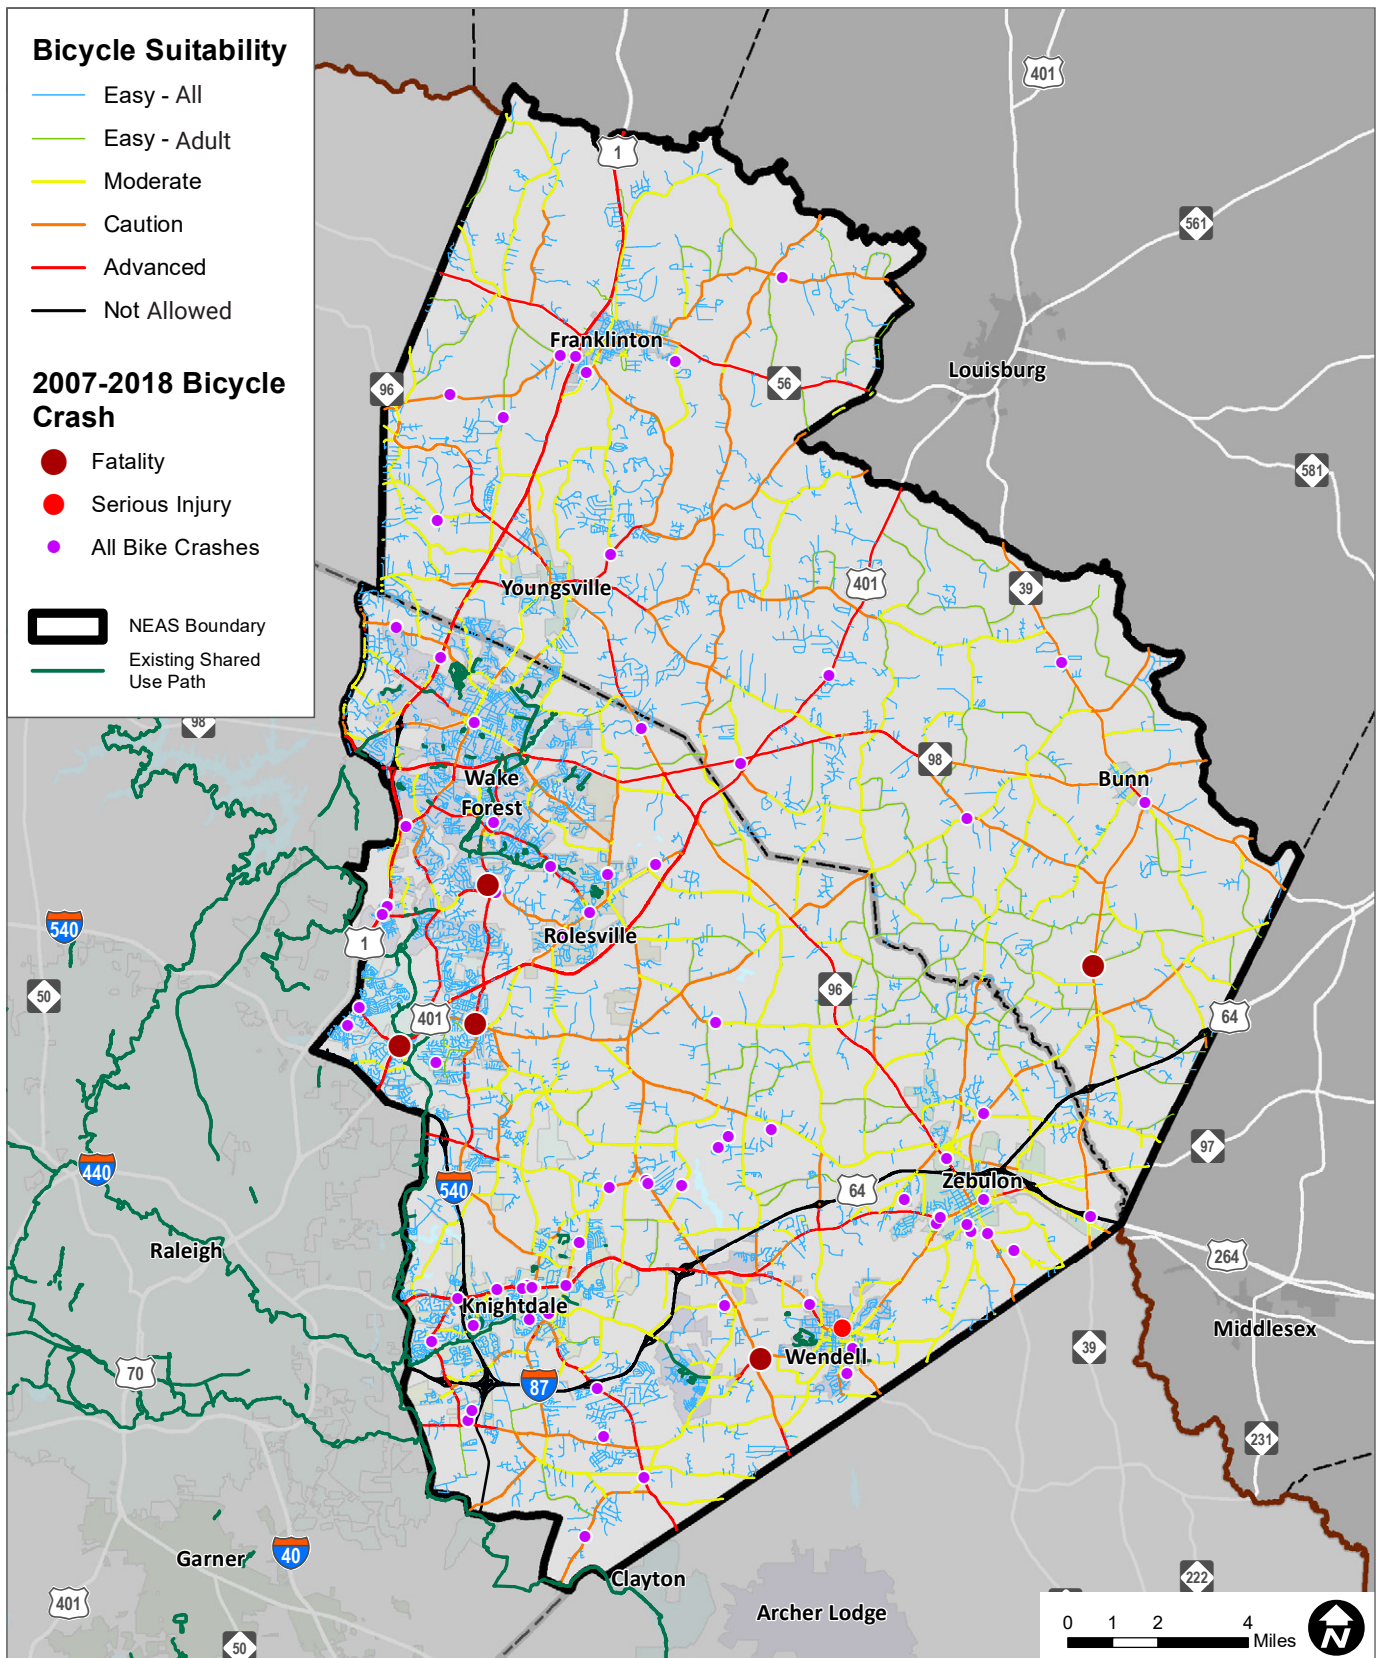 Bicycle Suitability
Easy - All
Easy - Adult
Moderate
Caution
Advanced
Not Allowed
2007-2018 Bicycle
Crash
Fatality
Serious Injury
All Bike Crashes
NEAS Boundary
Existing Shared
Use Path
401
1
561
Franklinton
Louisburg
96
56
581
401
39
Youngsville
98
98
Bunn
Wake
Forest
540
1
Rolesville
50
96
401
64
97
440
540
64
Zebulon
Raleigh
264
Knightdale
Middlesex
39
Wendell
70
87
231
40
Garner
Clayton
222
401
Archer Lodge
50
0 1 2 4
Miles
N